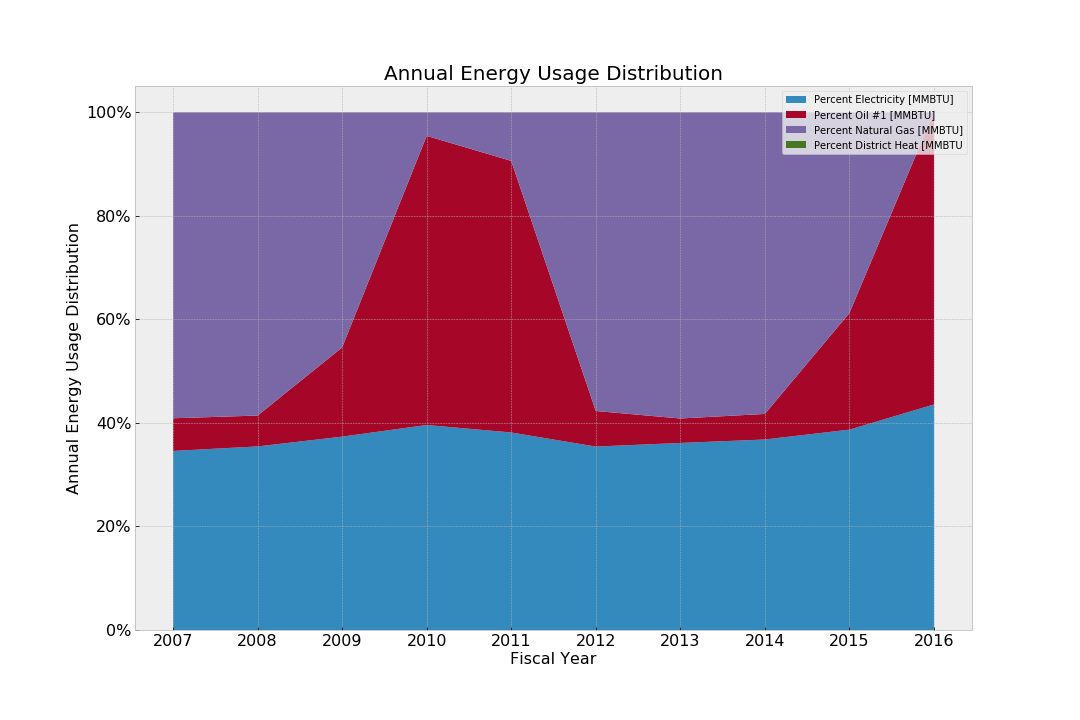 Annual Energy Usage Distribution
Percent Electricity [MMBTU]
Percent Oil #1 [MMBTU]
Percent Natural Gas [MMBTU]
Percent District Heat [MMBTU
100%
80%
60%
40%
20%
0%
Annual Energy Usage Distribution
2007 2008 2009 2010 2011 2012 2013 2014 2015 2016
Fiscal Year